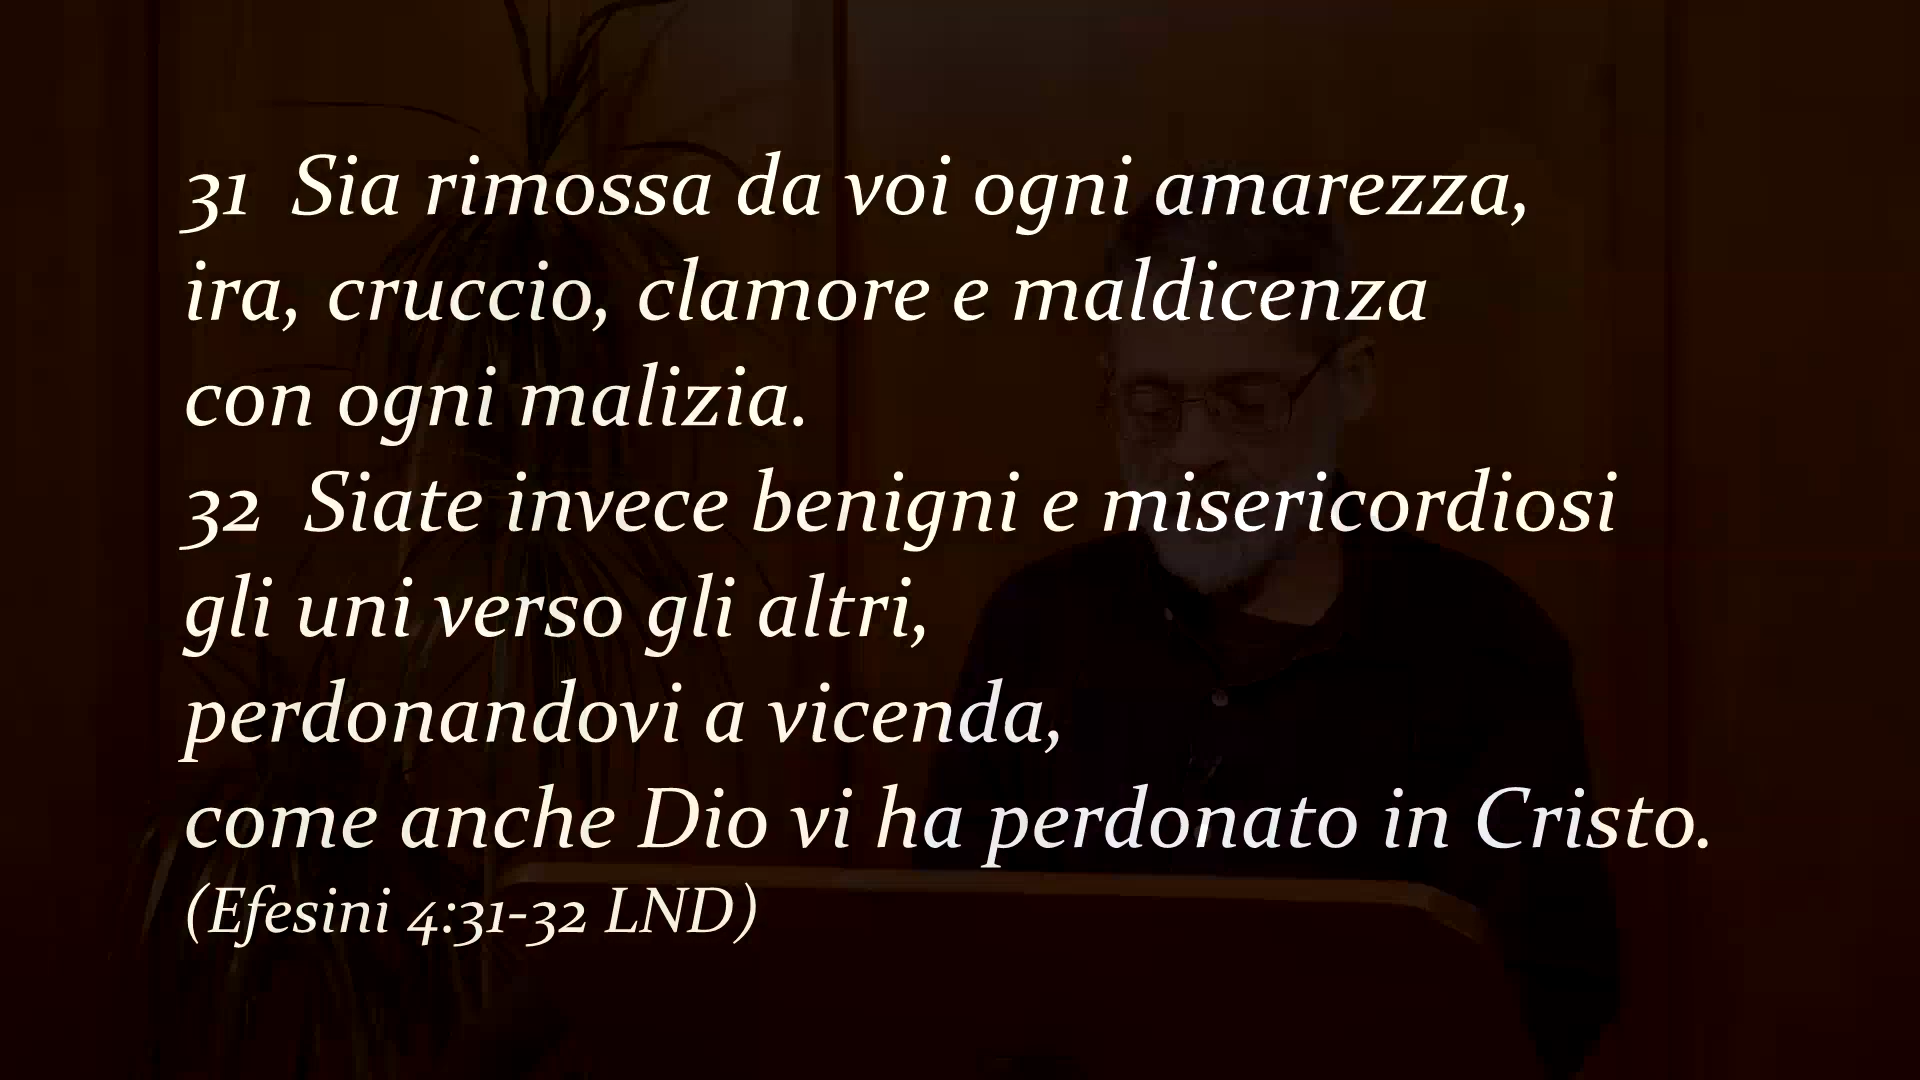 31 Sia rimossa da voi ogni amarezza,
ira, cruccio, clamore e maldicenza
con ogni malizia.
32 Siate invece benigni e misericordiosi
gli uni verso gli altri,
perdonandovi a vicenda,
come anche Dio vi ha perdonato in Cristo.
(Efesini 4:31-32 LND)